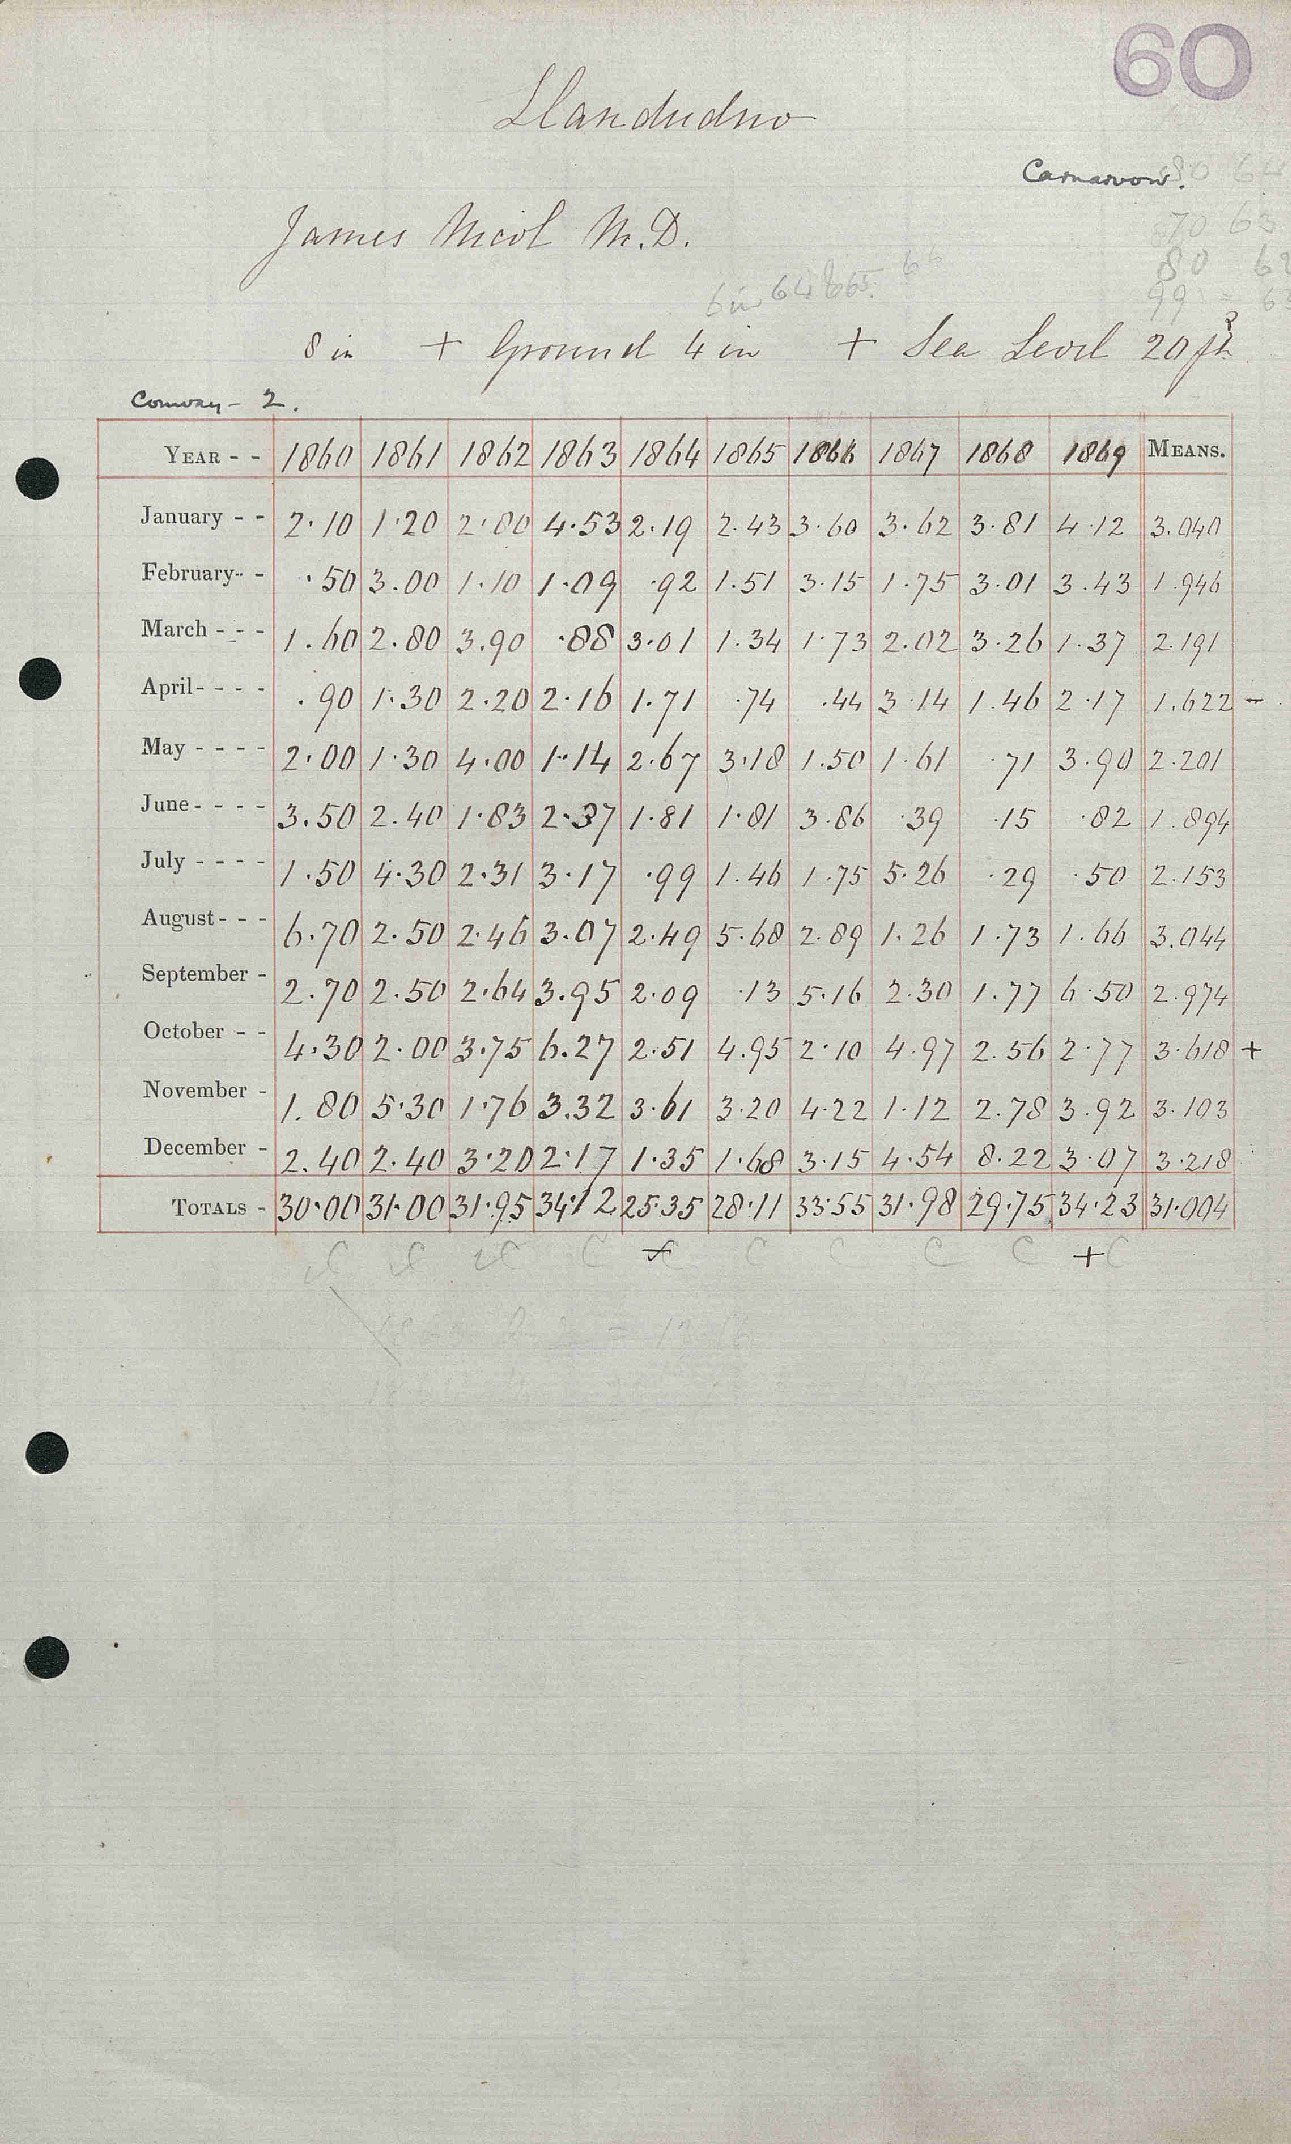 60
Llandudno
Carnarvon.
James Nicol M.D.
8 in + Ground 4 in + Sea Level 20 ft
Conway - 2.
YEAR - - 1860 1861 1862 1863 1864 1865 1866 1867 1868 1869 MEANS.
January - - 2.10 1.20 2.80 4.53 2.19 2.43 3.60 3.62 3.81 4.12 3.040
February - - .50 3.00 1.10 1.09 .92 1.51 3.15 1.75 3.01 3.43 1.946
March - - - 1.60 2.80 3.90 .88 3.01 1.34 1.73 2.02 3.26 1.37 2.191
April - - - - .90 1.30 2.20 2.16 1.71 .74 .44 3.14 1.46 2.17 1.622 -
May - - - - 2.00 1.30 4.00 1.14 2.67 3.18 1.50 1.61 .71 3.90 2.201
June - - - - 3.50 2.40 1.83 2.37 1.81 1.81 3.86 .39 .15 .82 1.894
July - - - - 1.50 4.30 2.31 3.17 .99 1.46 1.75 5.26 .29 .50 2.153
August - - - 6.70 2.50 2.46 3.07 2.49 5.68 2.89 1.26 1.73 1.66 3.044
September - 2.70 2.50 2.64 3.95 2.09 .13 5.16 2.30 1.77 6.50 2.974
October - - 4.30 2.00 3.75 6.27 2.51 4.95 2.10 4.97 2.56 2.77 3.618 +
November - 1.80 5.30 1.76 3.32 3.61 3.20 4.22 1.12 2.78 3.92 3.103
December - 2.40 2.40 3.20 2.17 1.35 1.68 3.15 4.54 8.22 3.07 3.218
TOTALS - 30.00 31.00 31.95 34.12 25.35 28.11 33.55 31.98 29.75 34.23 31.004